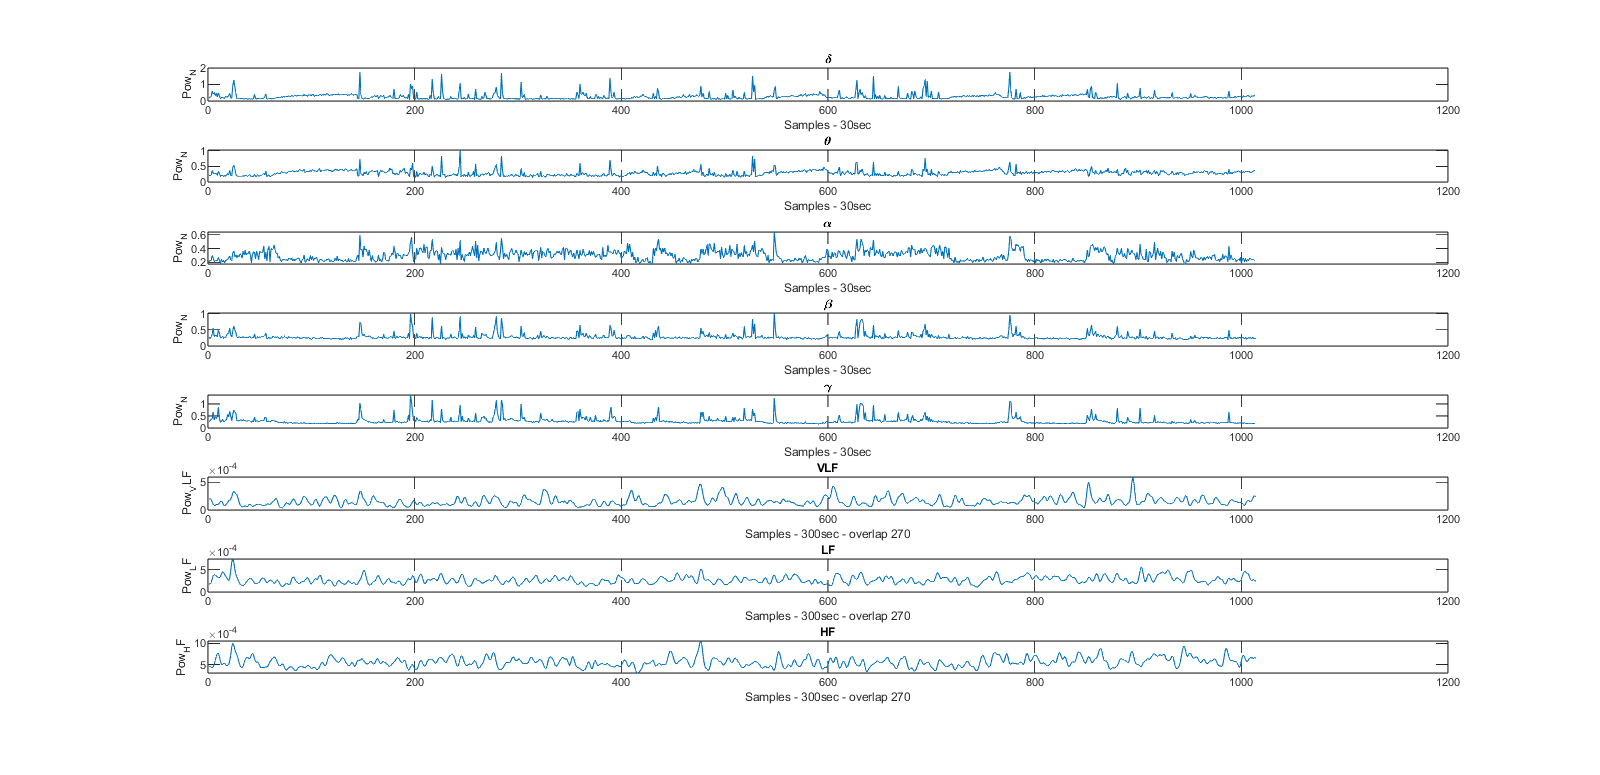 δ
Pow_N
2
1
0
0 200 400 600 800 1000 1200
Samples - 30sec
θ
Pow_N
1
0.5
0
0 200 400 600 800 1000 1200
Samples - 30sec
α
Pow_N
0.6
0.4
0.2
0 200 400 600 800 1000 1200
Samples - 30sec
β
Pow_N
1
0.5
0
0 200 400 600 800 1000 1200
Samples - 30sec
γ
Pow_N
1
0.5
0
0 200 400 600 800 1000 1200
Samples - 30sec
×10^-4
VLF
Pow_VLF
5
0
0 200 400 600 800 1000 1200
Samples - 300sec - overlap 270
×10^-4
LF
Pow_LF
5
0
0 200 400 600 800 1000 1200
Samples - 300sec - overlap 270
×10^-4
HF
Pow_HF
10
5
0 200 400 600 800 1000 1200
Samples - 300sec - overlap 270